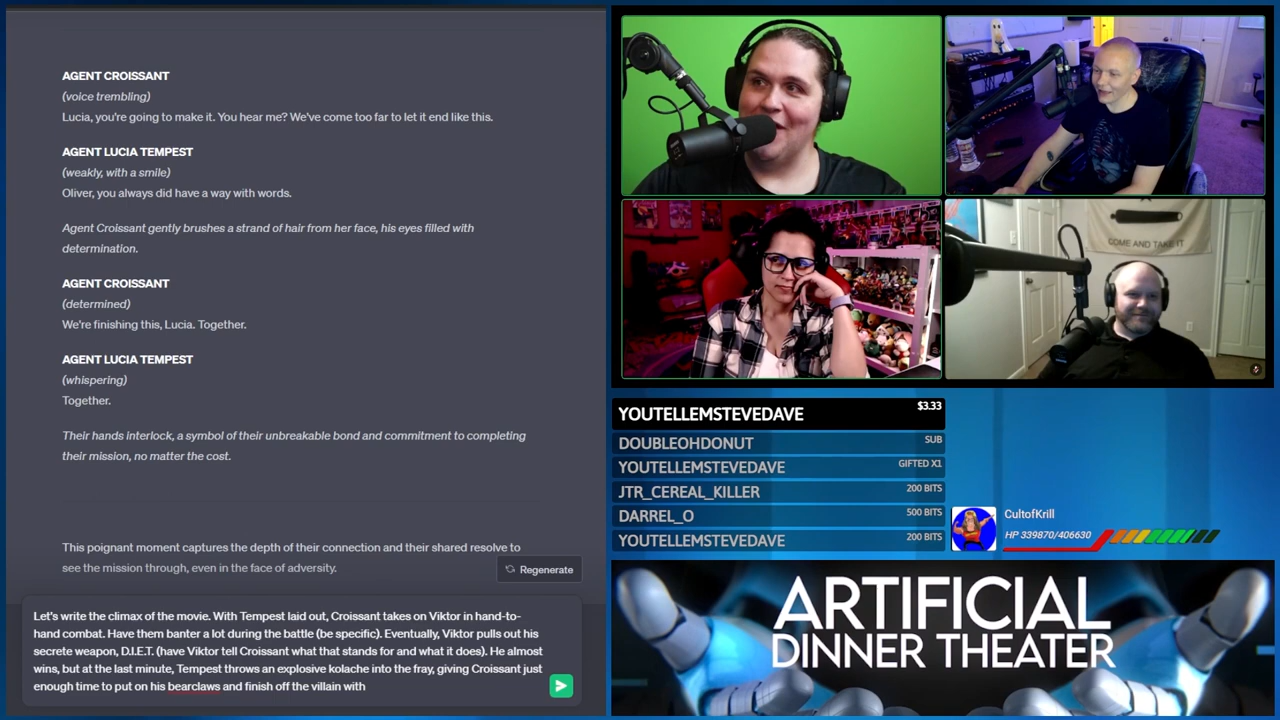 AGENT CROISSANT
(voice trembling)
Lucia, you're going to make it. You hear me? We've come too far to let it end like this.
AGENT LUCIA TEMPEST
(weakly, with a smile)
Oliver, you always did have a way with words.
Agent Croissant gently brushes a strand of hair from her face, his eyes filled with
determination.
AGENT CROISSANT
(determined)
We're finishing this, Lucia. Together.
AGENT LUCIA TEMPEST
(whispering)
Together.
Their hands interlock, a symbol of their unbreakable bond and commitment to completing
their mission, no matter the cost.
This poignant moment captures the depth of their connection and their shared resolve to
see the mission through, even in the face of adversity.
Regenerate
Let's write the climax of the movie. With Tempest laid out, Croissant takes on Viktor in hand-to-
hand combat. Have them banter a lot during the battle (be specific). Eventually, Viktor pulls out his
secrete weapon, D.I.E.T. (have Viktor tell Croissant what that stands for and what it does). He almost
wins, but at the last minute, Tempest throws an explosive kolache into the fray, giving Croissant just
enough time to put on his bearclaws and finish off the villain with
COME AND TAKE IT
YOUTELLEMSTEVEDAVE $3.33
DOUBLEOHDONUT SUB
YOUTELLEMSTEVEDAVE GIFTED X1
JTR_CEREAL_KILLER 200 BITS
DARREL_O 500 BITS
YOUTELLEMSTEVEDAVE 200 BITS
CultofKrill
HP 339870/406630
ARTIFICIAL
DINNER THEATER